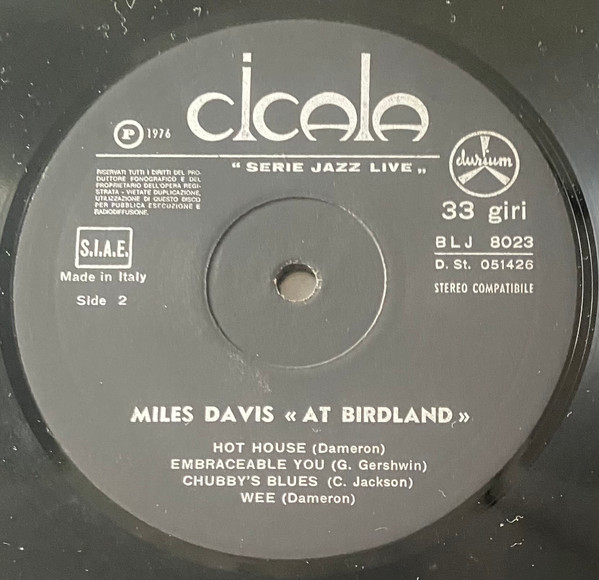 cicala
℗ 1976
" SERIE JAZZ LIVE „
durium
RISERVATI TUTTI I DIRITTI DEL PRO-
DUTTORE FONOGRAFICO E DEL
PROPRIETARIO DELL'OPERA REGI-
STRATA - VIETATE DUPLICAZIONE,
UTILIZZAZIONE DI QUESTO DISCO
PER PUBBLICA ESECUZIONE E
RADIODIFFUSIONE.
33 giri
S.I.A.E.
BLJ 8023
D. St. 051426
Made in Italy
STEREO COMPATIBILE
Side 2
MILES DAVIS « AT BIRDLAND »
HOT HOUSE (Dameron)
EMBRACEABLE YOU (G. Gershwin)
CHUBBY'S BLUES (C. Jackson)
WEE (Dameron)